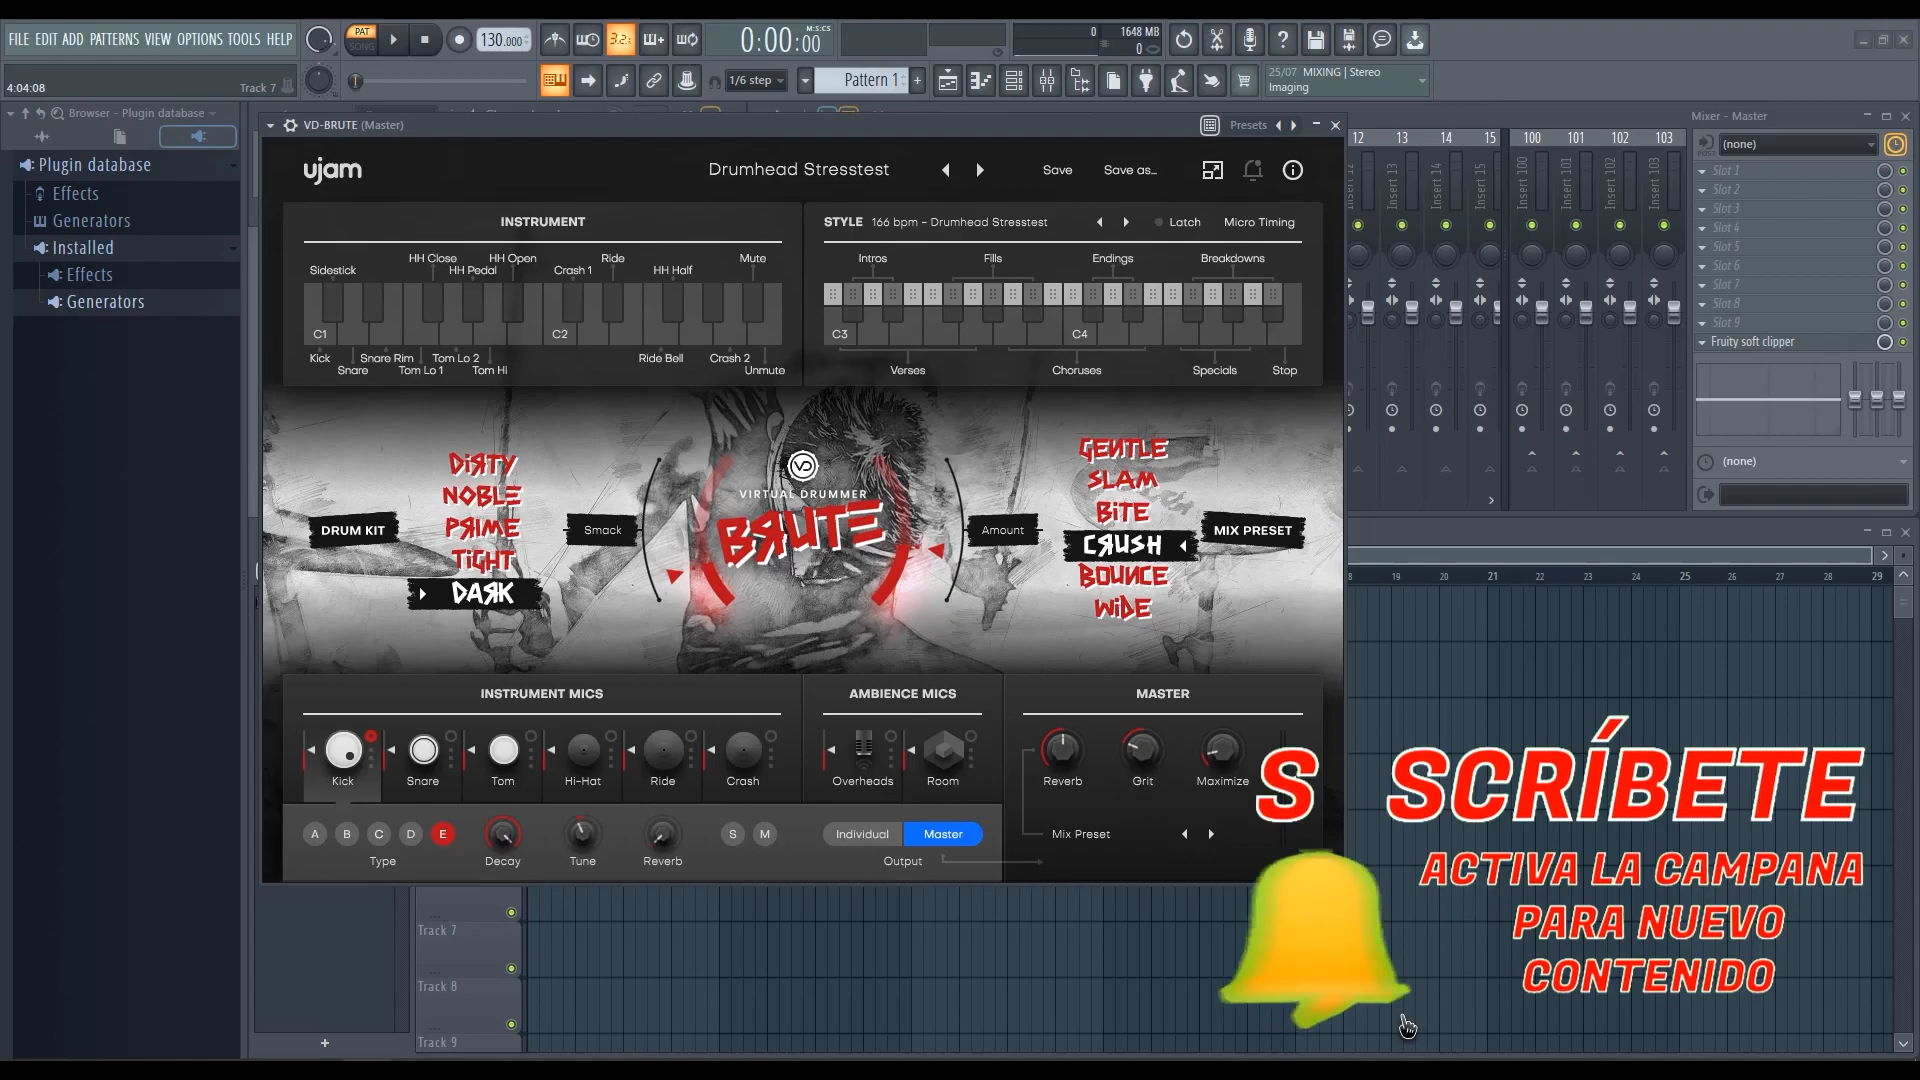 FILE EDIT ADD PATTERNS VIEW OPTIONS TOOLS HELP
PAT
SONG
130.000
3.2.
0:00:00
M:S:CS
0
1648 MB
0
4:04:08
Track 7
1/6 step
Pattern 1
+
25/07 MIXING | Stereo
Imaging
Browser - Plugin database
Plugin database
Effects
Generators
Installed
Effects
Generators
VD-BRUTE (Master)
Presets
ujam
Drumhead Stresstest
Save
Save as...
INSTRUMENT
Sidestick
HH Close
HH Pedal
HH Open
Crash 1
Ride
HH Half
Mute
C1
C2
Kick
Snare
Snare Rim
Tom Lo 1
Tom Lo 2
Tom Hi
Ride Bell
Crash 2
Unmute
STYLE
166 bpm - Drumhead Stresstest
Latch
Micro Timing
Intros
Fills
Endings
Breakdowns
C3
C4
Verses
Choruses
Specials
Stop
DRUM KIT
DIRTY
NOBLE
PRIME
TIGHT
DARK
Smack
VD
VIRTUAL DRUMMER
BRUTE
Amount
GENTLE
SLAM
BITE
CRUSH
BOUNCE
WIDE
MIX PRESET
INSTRUMENT MICS
Kick
Snare
Tom
Hi-Hat
Ride
Crash
A
B
C
D
E
Type
Decay
Tune
Reverb
S
M
AMBIENCE MICS
Overheads
Room
Individual
Master
Output
MASTER
Reverb
Grit
Maximize
Mix Preset
12
13
14
15
100
101
102
103
Insert 12
Insert 13
Insert 14
Insert 15
Insert 100
Insert 101
Insert 102
Insert 103
Mixer - Master
(none)
Slot 1
Slot 2
Slot 3
Slot 4
Slot 5
Slot 6
Slot 7
Slot 8
Slot 9
Fruity soft clipper
(none)
19
20
21
22
23
24
25
26
27
28
29
Track 7
Track 8
Track 9
+
S SCRÍBETE
ACTIVA LA CAMPANA
PARA NUEVO
CONTENIDO